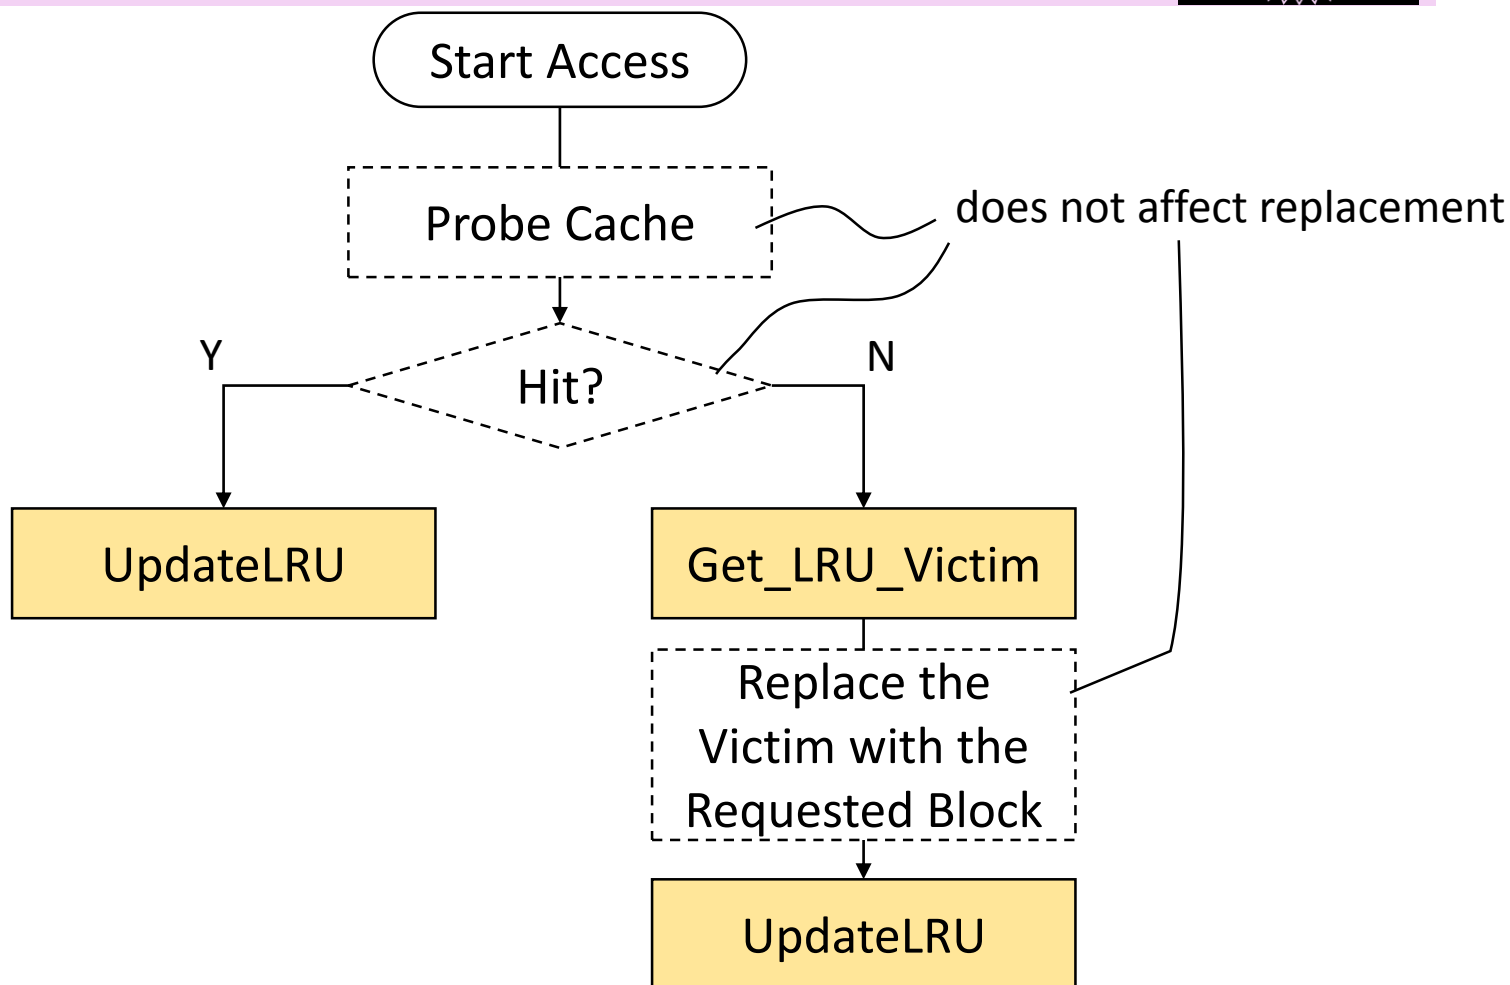 Start Access
Probe Cache
does not affect replacement
Y
Hit?
N
UpdateLRU
Get_LRU_Victim
Replace the
Victim with the
Requested Block
UpdateLRU